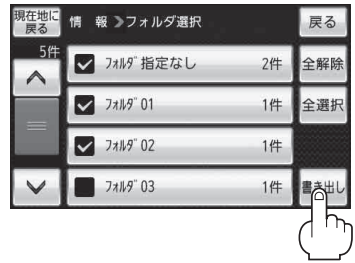 現在地に
戻る
情 報 》フォルダ選択
戻る
5件
フォルダ 指定なし 2件
全解除
フォルダ 01 1件
全選択
フォルダ 02 1件
フォルダ 03 1件
書き出し